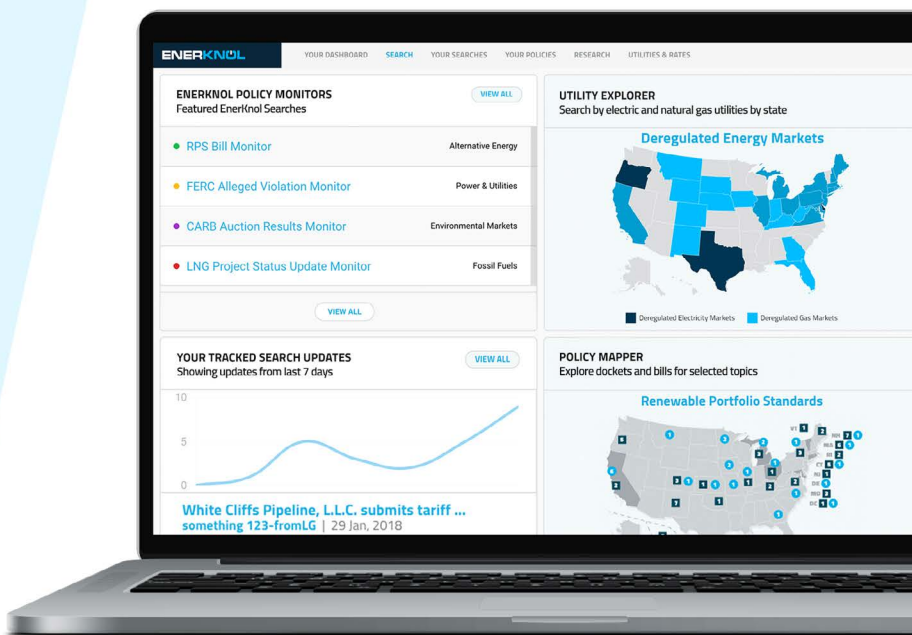 ENERKNOL
YOUR DASHBOARD
SEARCH
YOUR SEARCHES
YOUR POLICIES
RESEARCH
UTILITIES & RATES
ENERKNOL POLICY MONITORS
VIEW ALL
Featured EnerKnol Searches
RPS Bill Monitor
Alternative Energy
FERC Alleged Violation Monitor
Power & Utilities
CARB Auction Results Monitor
Environmental Markets
LNG Project Status Update Monitor
Fossil Fuels
VIEW ALL
UTILITY EXPLORER
Search by electric and natural gas utilities by state
Deregulated Energy Markets
Deregulated Electricity Markets
Deregulated Gas Markets
YOUR TRACKED SEARCH UPDATES
VIEW ALL
Showing updates from last 7 days
10
5
0
White Cliffs Pipeline, L.L.C. submits tariff ...
something 123-fromLG | 29 Jan, 2018
POLICY MAPPER
Explore dockets and bills for selected topics
Renewable Portfolio Standards